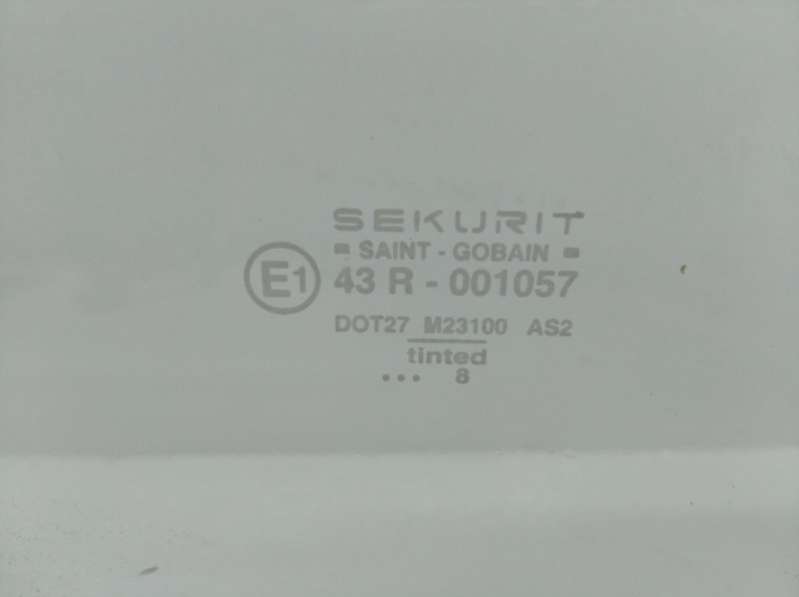 SEKURIT
SAINT - GOBAIN
E1 43 R - 001057
DOT27 M23100 AS2
tinted
... 8